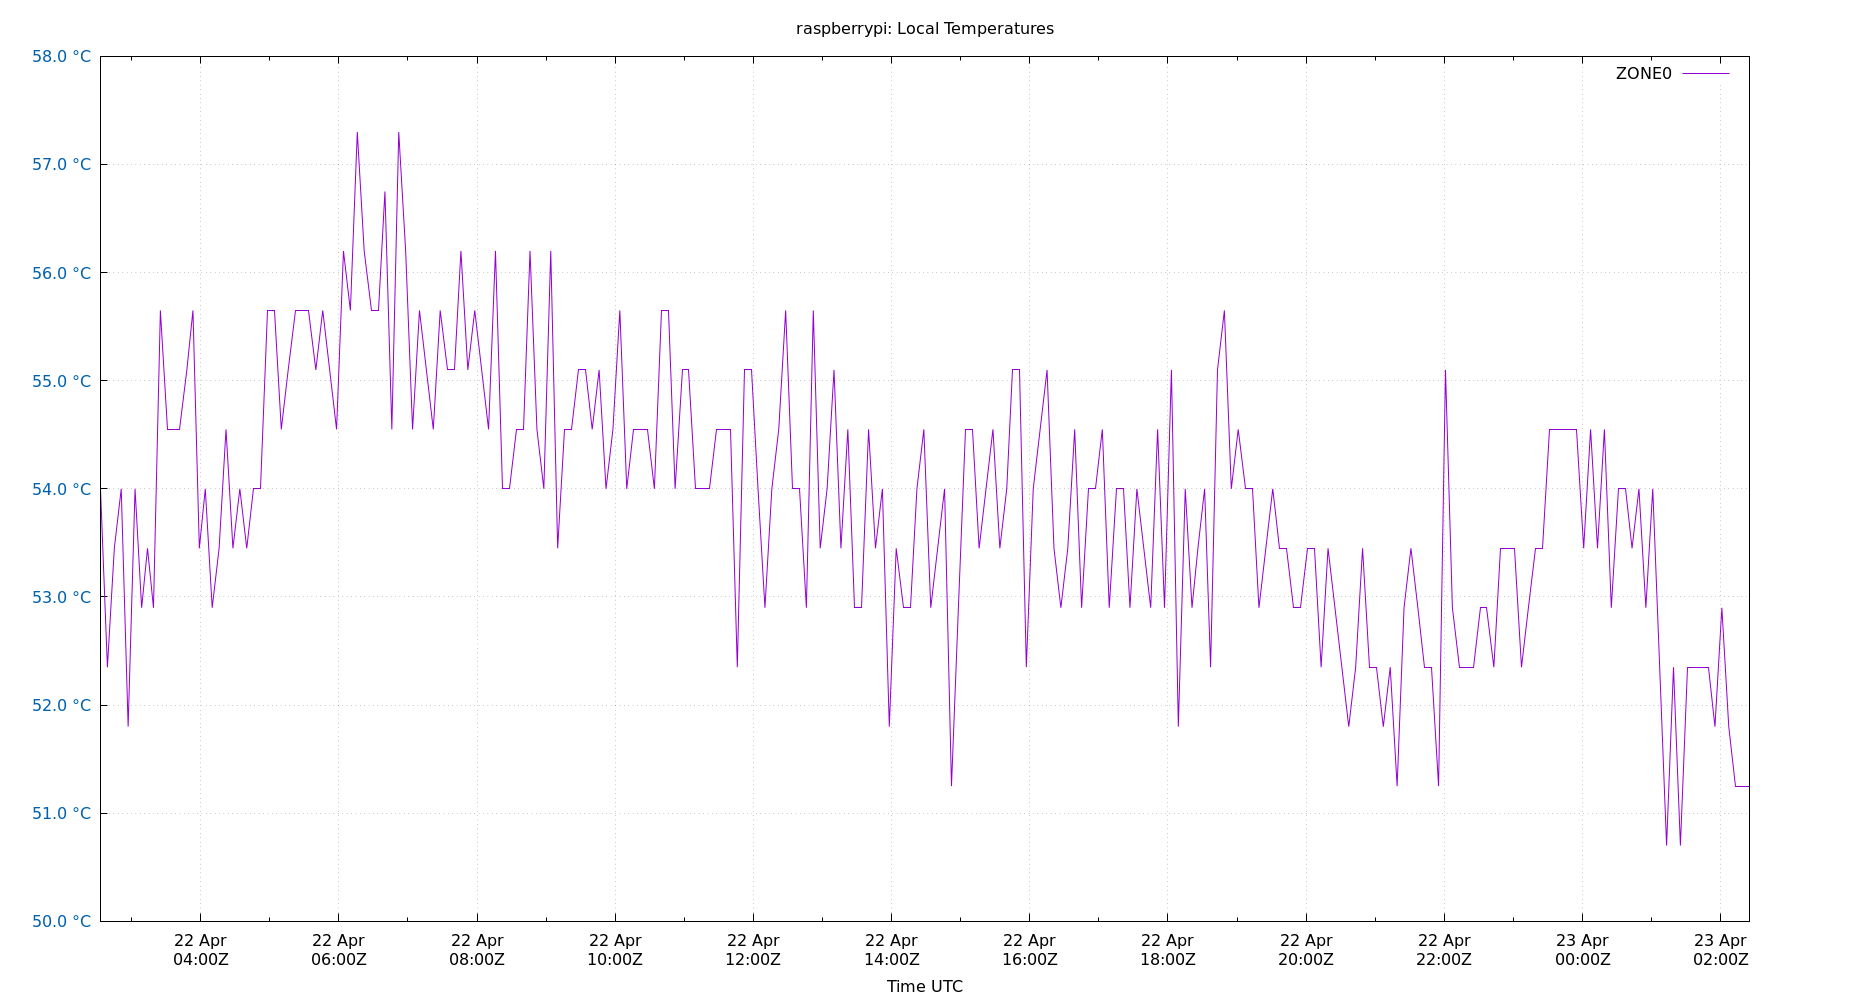 raspberrypi: Local Temperatures
ZONE0
58.0 °C
57.0 °C
56.0 °C
55.0 °C
54.0 °C
53.0 °C
52.0 °C
51.0 °C
50.0 °C
22 Apr 22 Apr 22 Apr 22 Apr 22 Apr 22 Apr 22 Apr 22 Apr 22 Apr 22 Apr 23 Apr 23 Apr
04:00Z 06:00Z 08:00Z 10:00Z 12:00Z 14:00Z 16:00Z 18:00Z 20:00Z 22:00Z 00:00Z 02:00Z
Time UTC